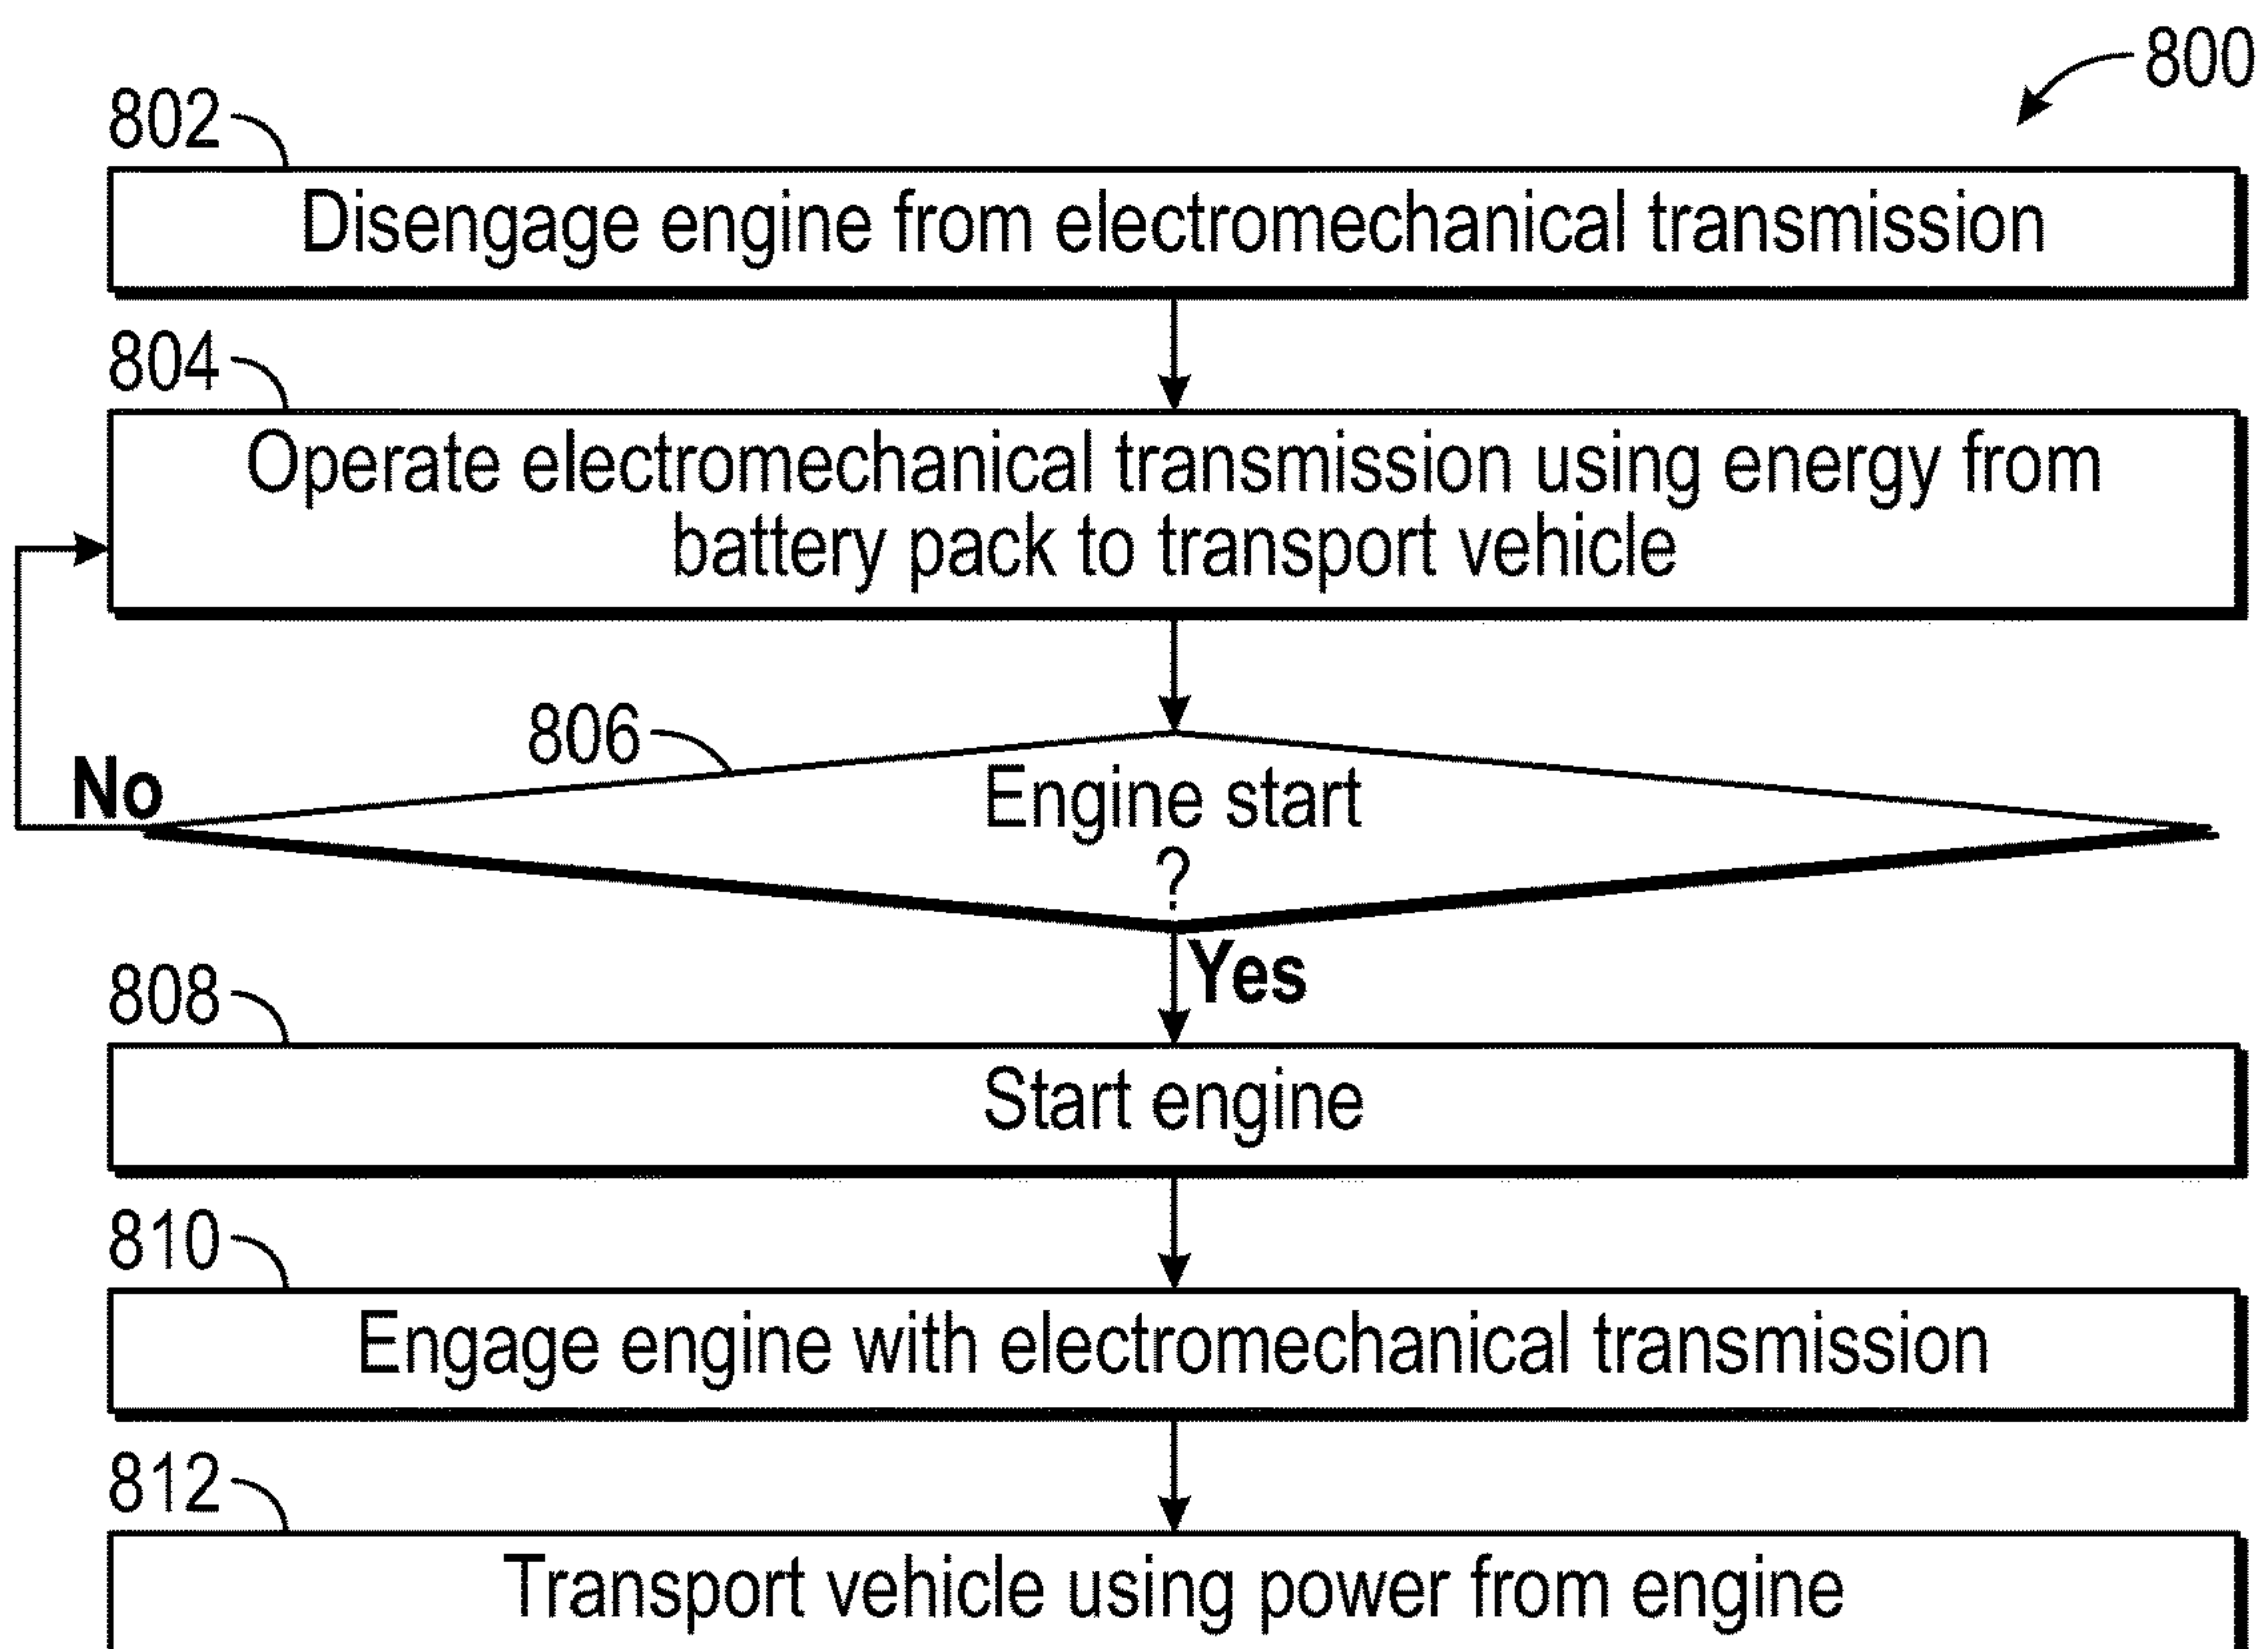 800
802
Disengage engine from electromechanical transmission
804
Operate electromechanical transmission using energy from
battery pack to transport vehicle
806
No
Engine start
?
Yes
808
Start engine
810
Engage engine with electromechanical transmission
812
Transport vehicle using power from engine